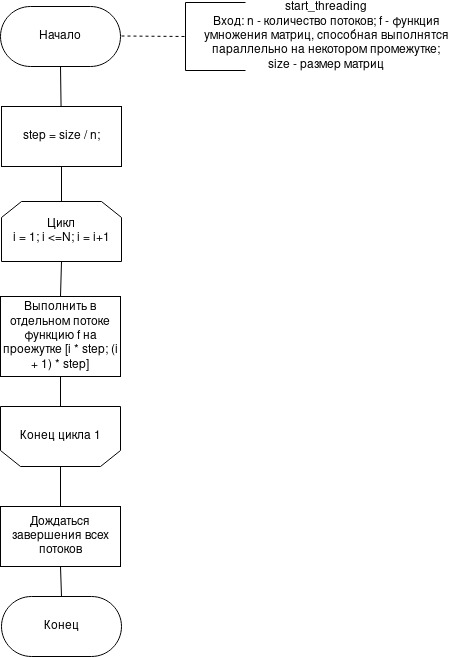 start_threading
Вход: n - количество потоков; f - функция
умножения матриц, способная выполнятся
параллельно на некотором промежутке;
size - размер матриц
Начало
step = size / n;
Цикл
i = 1; i <=N; i = i+1
Выполнить в
отдельном потоке
функцию f на
проежутке [i * step; (i
+ 1) * step]
Конец цикла 1
Дождаться
завершения всех
потоков
Конец